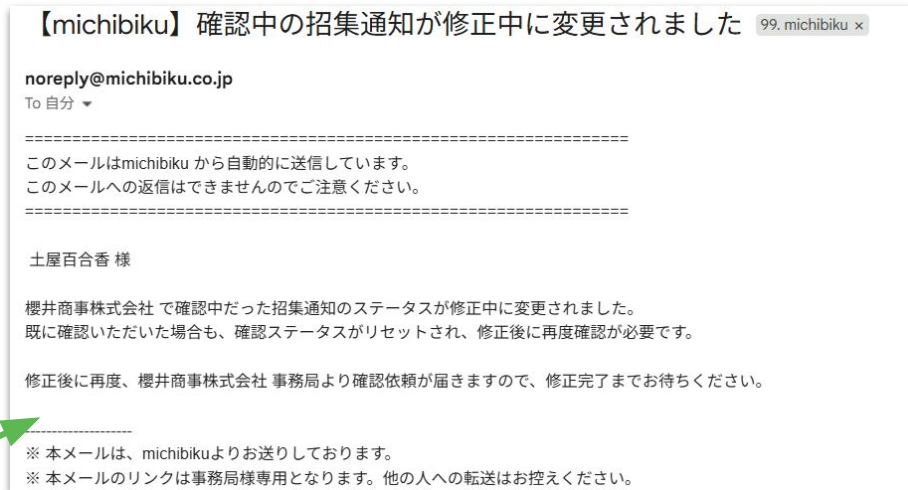 【michibiku】確認中の招集通知が修正中に変更されました 99. michibiku ×
noreply@michibiku.co.jp
To 自分
================================================================
このメールはmichibiku から自動的に送信しています。
このメールへの返信はできませんのでご注意ください。
================================================================
土屋百合香 様
櫻井商事株式会社 で確認中だった招集通知のステータスが修正中に変更されました。
既に確認いただいた場合も、確認ステータスがリセットされ、修正後に再度確認が必要です。
修正後に再度、櫻井商事株式会社 事務局より確認依頼が届きますので、修正完了までお待ちください。
--------------------
※ 本メールは、michibikuよりお送りしております。
※ 本メールのリンクは事務局様専用となります。他の人への転送はお控えください。